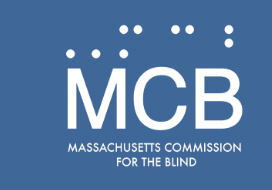 MCB
MASSACHUSETTS COMMISSION
FOR THE BLIND